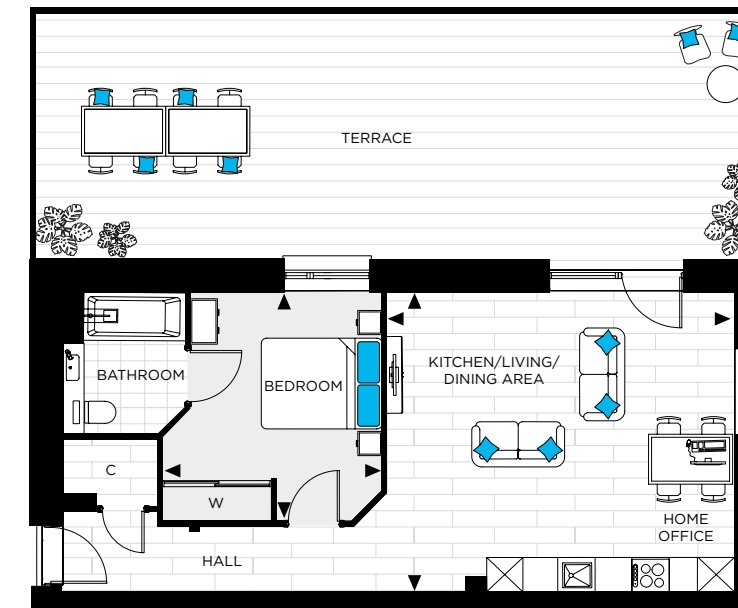 TERRACE
KITCHEN/LIVING/
DINING AREA
BATHROOM
BEDROOM
C
W
HOME
OFFICE
HALL